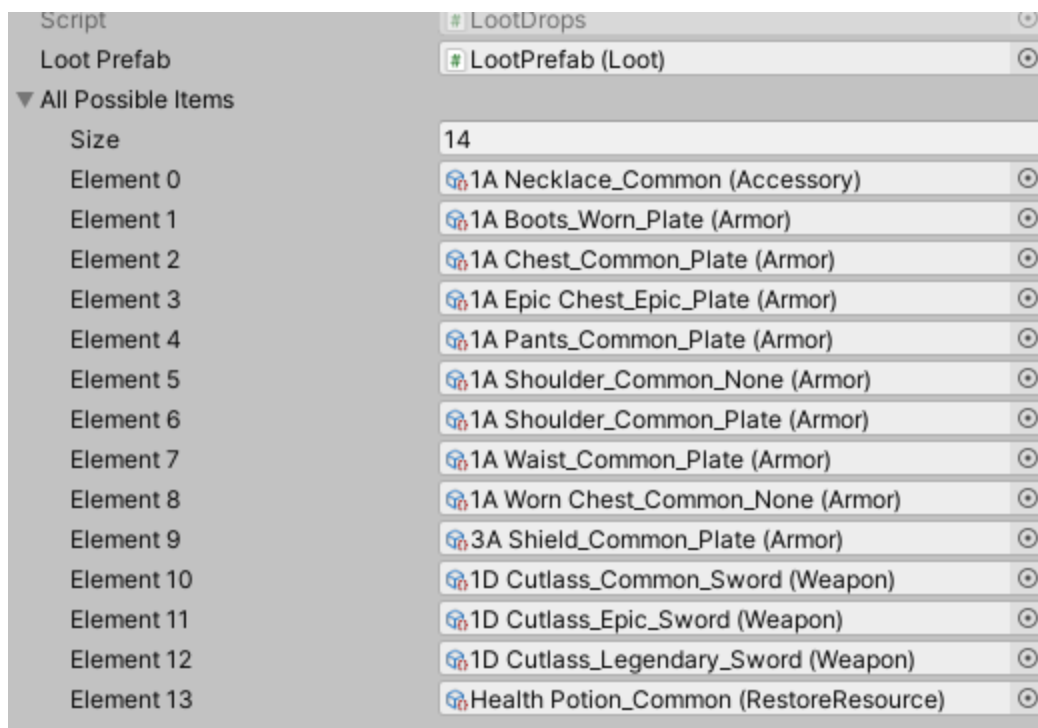 Script # LootDrops
Loot Prefab # LootPrefab (Loot)
All Possible Items
Size 14
Element 0 1A Necklace_Common (Accessory)
Element 1 1A Boots_Worn_Plate (Armor)
Element 2 1A Chest_Common_Plate (Armor)
Element 3 1A Epic Chest_Epic_Plate (Armor)
Element 4 1A Pants_Common_Plate (Armor)
Element 5 1A Shoulder_Common_None (Armor)
Element 6 1A Shoulder_Common_Plate (Armor)
Element 7 1A Waist_Common_Plate (Armor)
Element 8 1A Worn Chest_Common_None (Armor)
Element 9 3A Shield_Common_Plate (Armor)
Element 10 1D Cutlass_Common_Sword (Weapon)
Element 11 1D Cutlass_Epic_Sword (Weapon)
Element 12 1D Cutlass_Legendary_Sword (Weapon)
Element 13 Health Potion_Common (RestoreResource)